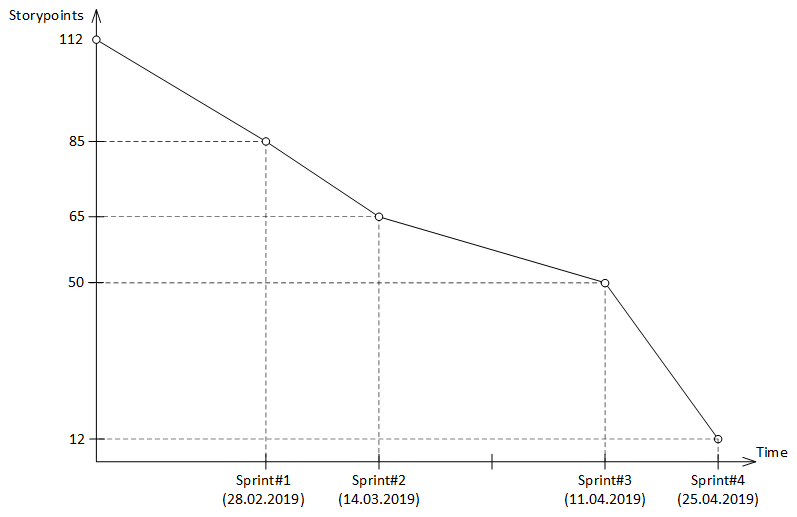 Storypoints
112
85
65
50
12
Time
Sprint#1
(28.02.2019)
Sprint#2
(14.03.2019)
Sprint#3
(11.04.2019)
Sprint#4
(25.04.2019)